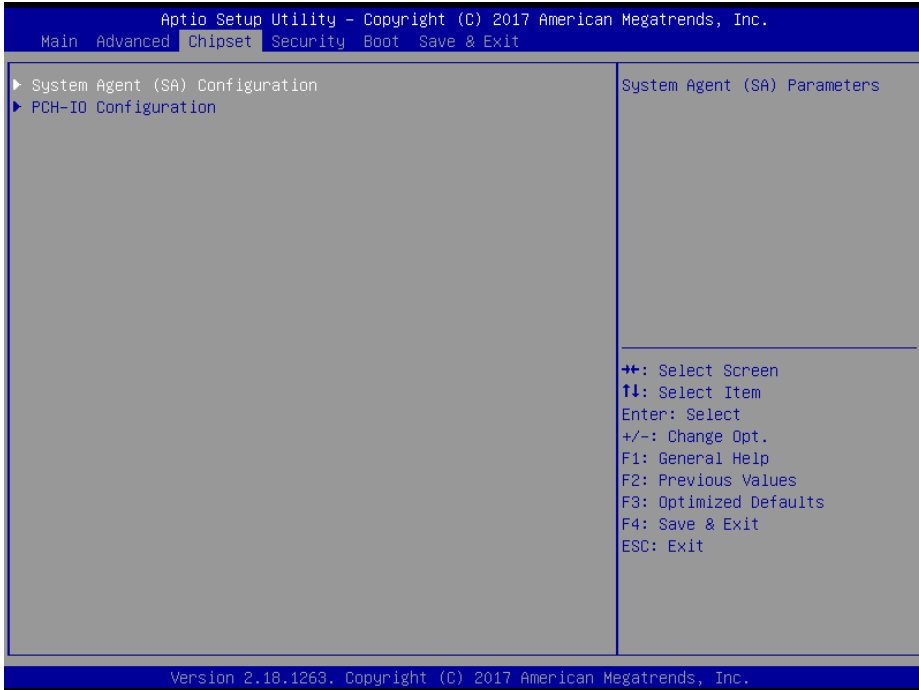 Aptio Setup Utility – Copyright (C) 2017 American Megatrends, Inc.
Main Advanced Chipset Security Boot Save & Exit
▶ System Agent (SA) Configuration
▶ PCH-IO Configuration
System Agent (SA) Parameters
→←: Select Screen
↑↓: Select Item
Enter: Select
+/-: Change Opt.
F1: General Help
F2: Previous Values
F3: Optimized Defaults
F4: Save & Exit
ESC: Exit
Version 2.18.1263. Copyright (C) 2017 American Megatrends, Inc.